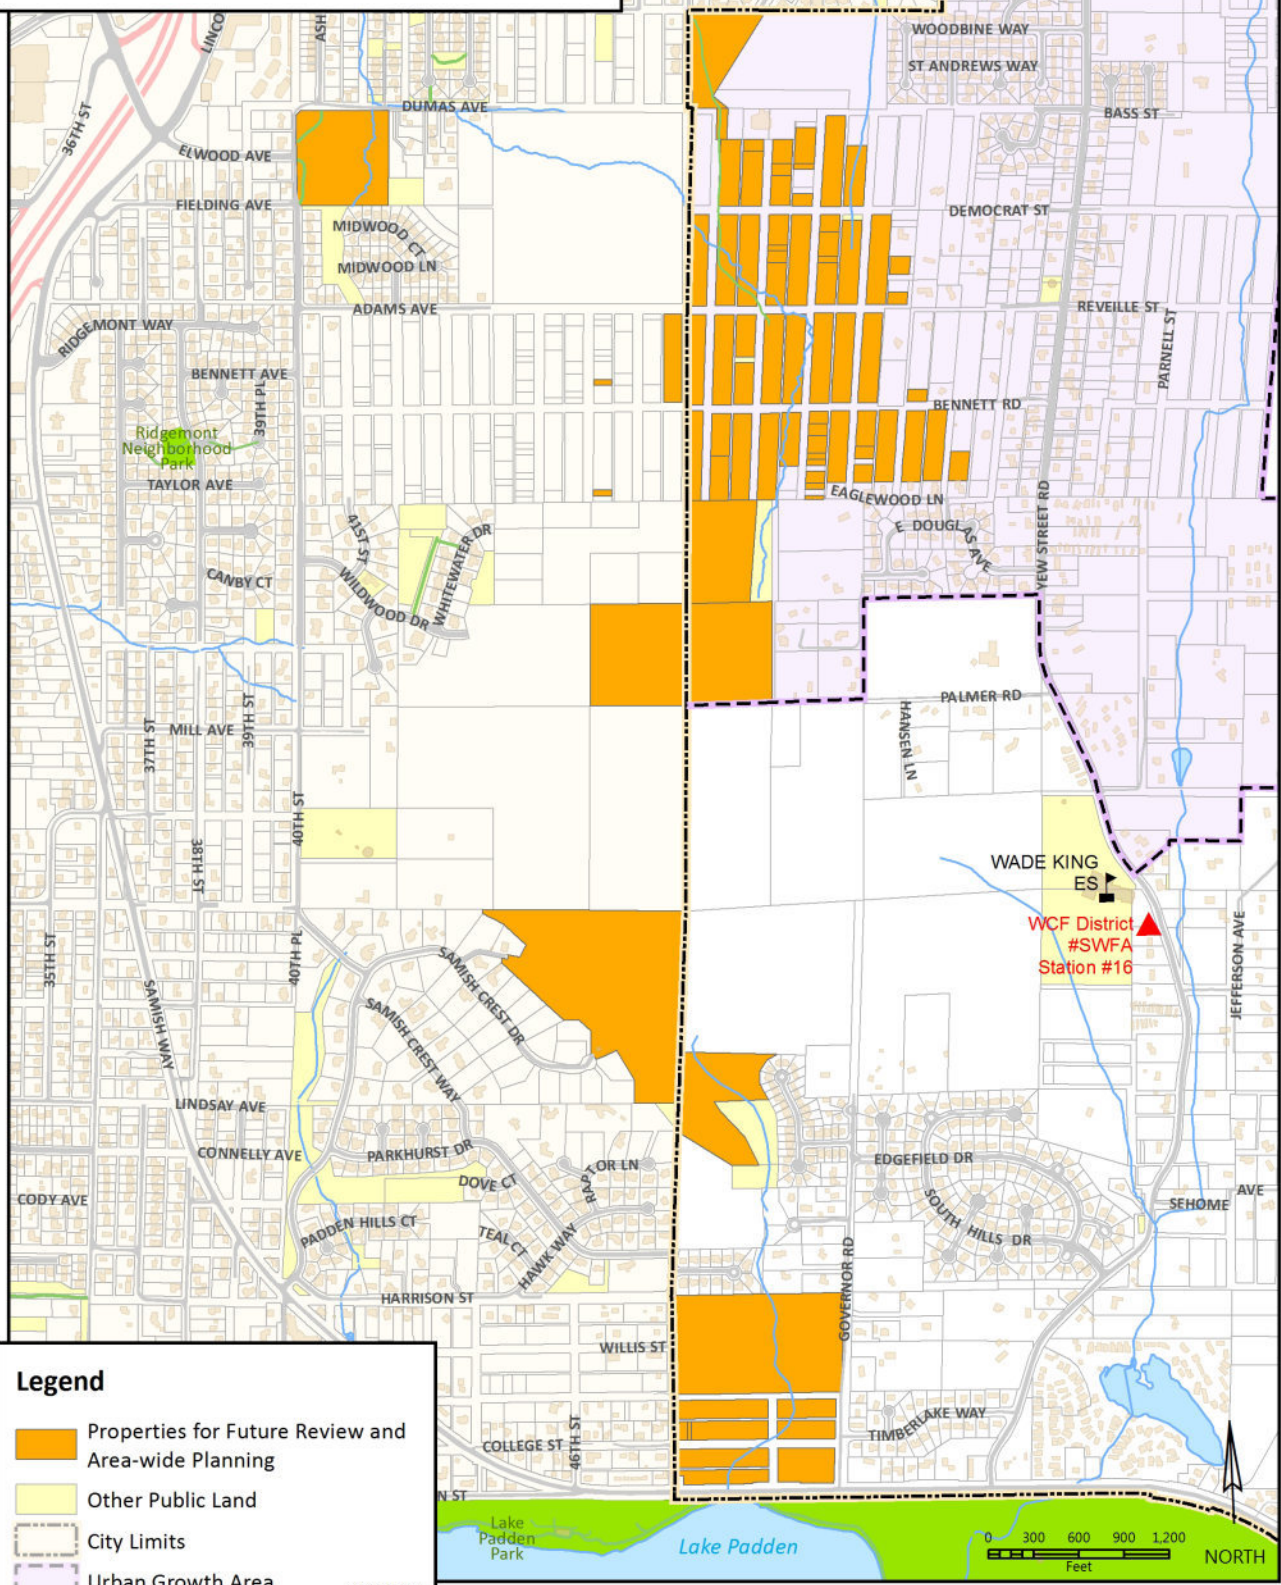 WOODBINE WAY
ST ANDREWS WAY
ASH
LINCO
36TH ST
DUMAS AVE
BASS ST
ELWOOD AVE
FIELDING AVE
DEMOCRAT ST
MIDWOOD CT
MIDWOOD LN
ADAMS AVE
REVEILLE ST
RIDGEMONT WAY
PARNELL ST
BENNETT AVE
39TH PL
BENNETT RD
Ridgemont
Neighborhood
Park
TAYLOR AVE
EAGLEWOOD LN
41ST ST
WHITEWATER DR
E DOUGLAS AVE
YEW STREET RD
CANBY CT
WILDWOOD DR
PALMER RD
HANSEN LN
37TH ST
MILL AVE
39TH ST
40TH ST
38TH ST
WADE KING
ES
WCF District
#SWFA
Station #16
JEFFERSON AVE
35TH ST
40TH PL
SAMISH WAY
SAMISH CREST DR
SAMISH CREST WAY
LINDSAY AVE
CONNELLY AVE
PARKHURST DR
EDGEFIELD DR
CODY AVE
DOVE CT
RAPTOR LN
SEHOME AVE
SOUTH HILLS DR
PADDEN HILLS CT
TEAL CT
HAWK WAY
GOVERNOR RD
HARRISON ST
WILLIS ST
TIMBERLAKE WAY
COLLEGE ST
46TH ST
N ST
Lake
Padden
Park
Lake Padden
0 300 600 900 1,200
Feet
NORTH
Legend
Properties for Future Review and
Area-wide Planning
Other Public Land
City Limits
Urban Growth Area